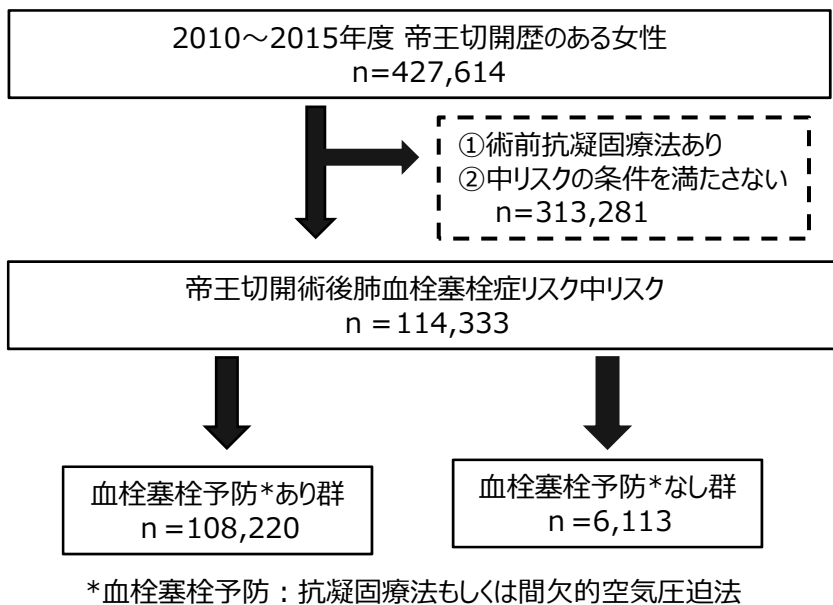 2010～2015年度 帝王切開歴のある女性
n=427,614
①術前抗凝固療法あり
②中リスクの条件を満たさない
n=313,281
帝王切開術後肺血栓塞栓症リスク中リスク
n =114,333
血栓塞栓予防*あり群
n =108,220
血栓塞栓予防*なし群
n =6,113
*血栓塞栓予防：抗凝固療法もしくは間欠的空気圧迫法